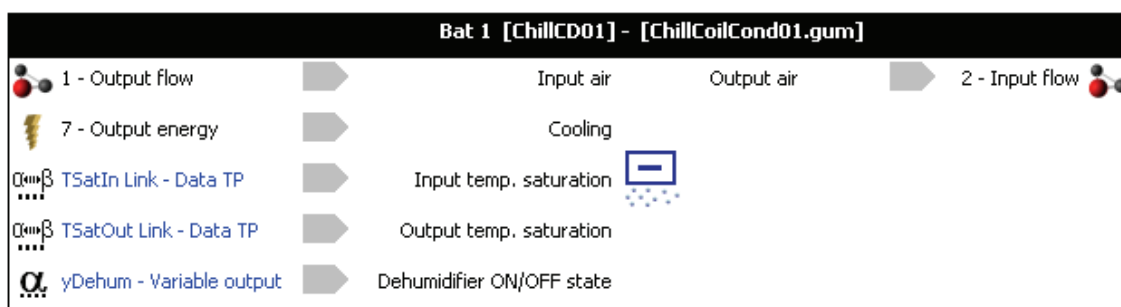 Bat 1 [ChillCD01] - [ChillCoilCond01.gum]
1 - Output flow Input air Output air 2 - Input flow
7 - Output energy Cooling
α β TSatIn Link - Data TP Input temp. saturation
α β TSatOut Link - Data TP Output temp. saturation
α yDehum - Variable output Dehumidifier ON/OFF state